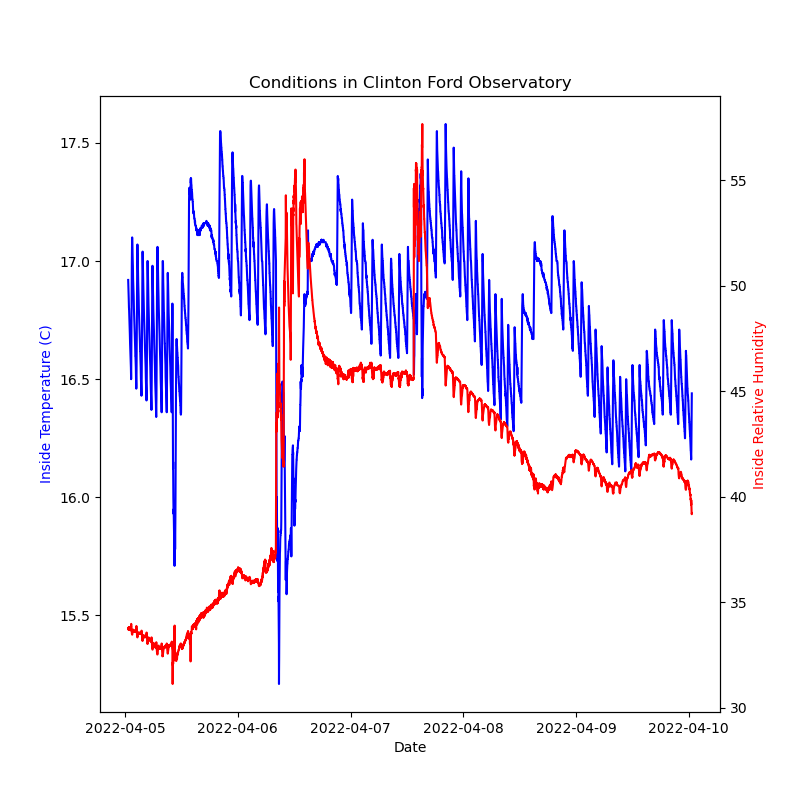 Conditions in Clinton Ford Observatory
17.5
17.0
16.5
16.0
15.5
Inside Temperature (C)
55
50
45
40
35
30
Inside Relative Humidity
2022-04-05 2022-04-06 2022-04-07 2022-04-08 2022-04-09 2022-04-10
Date